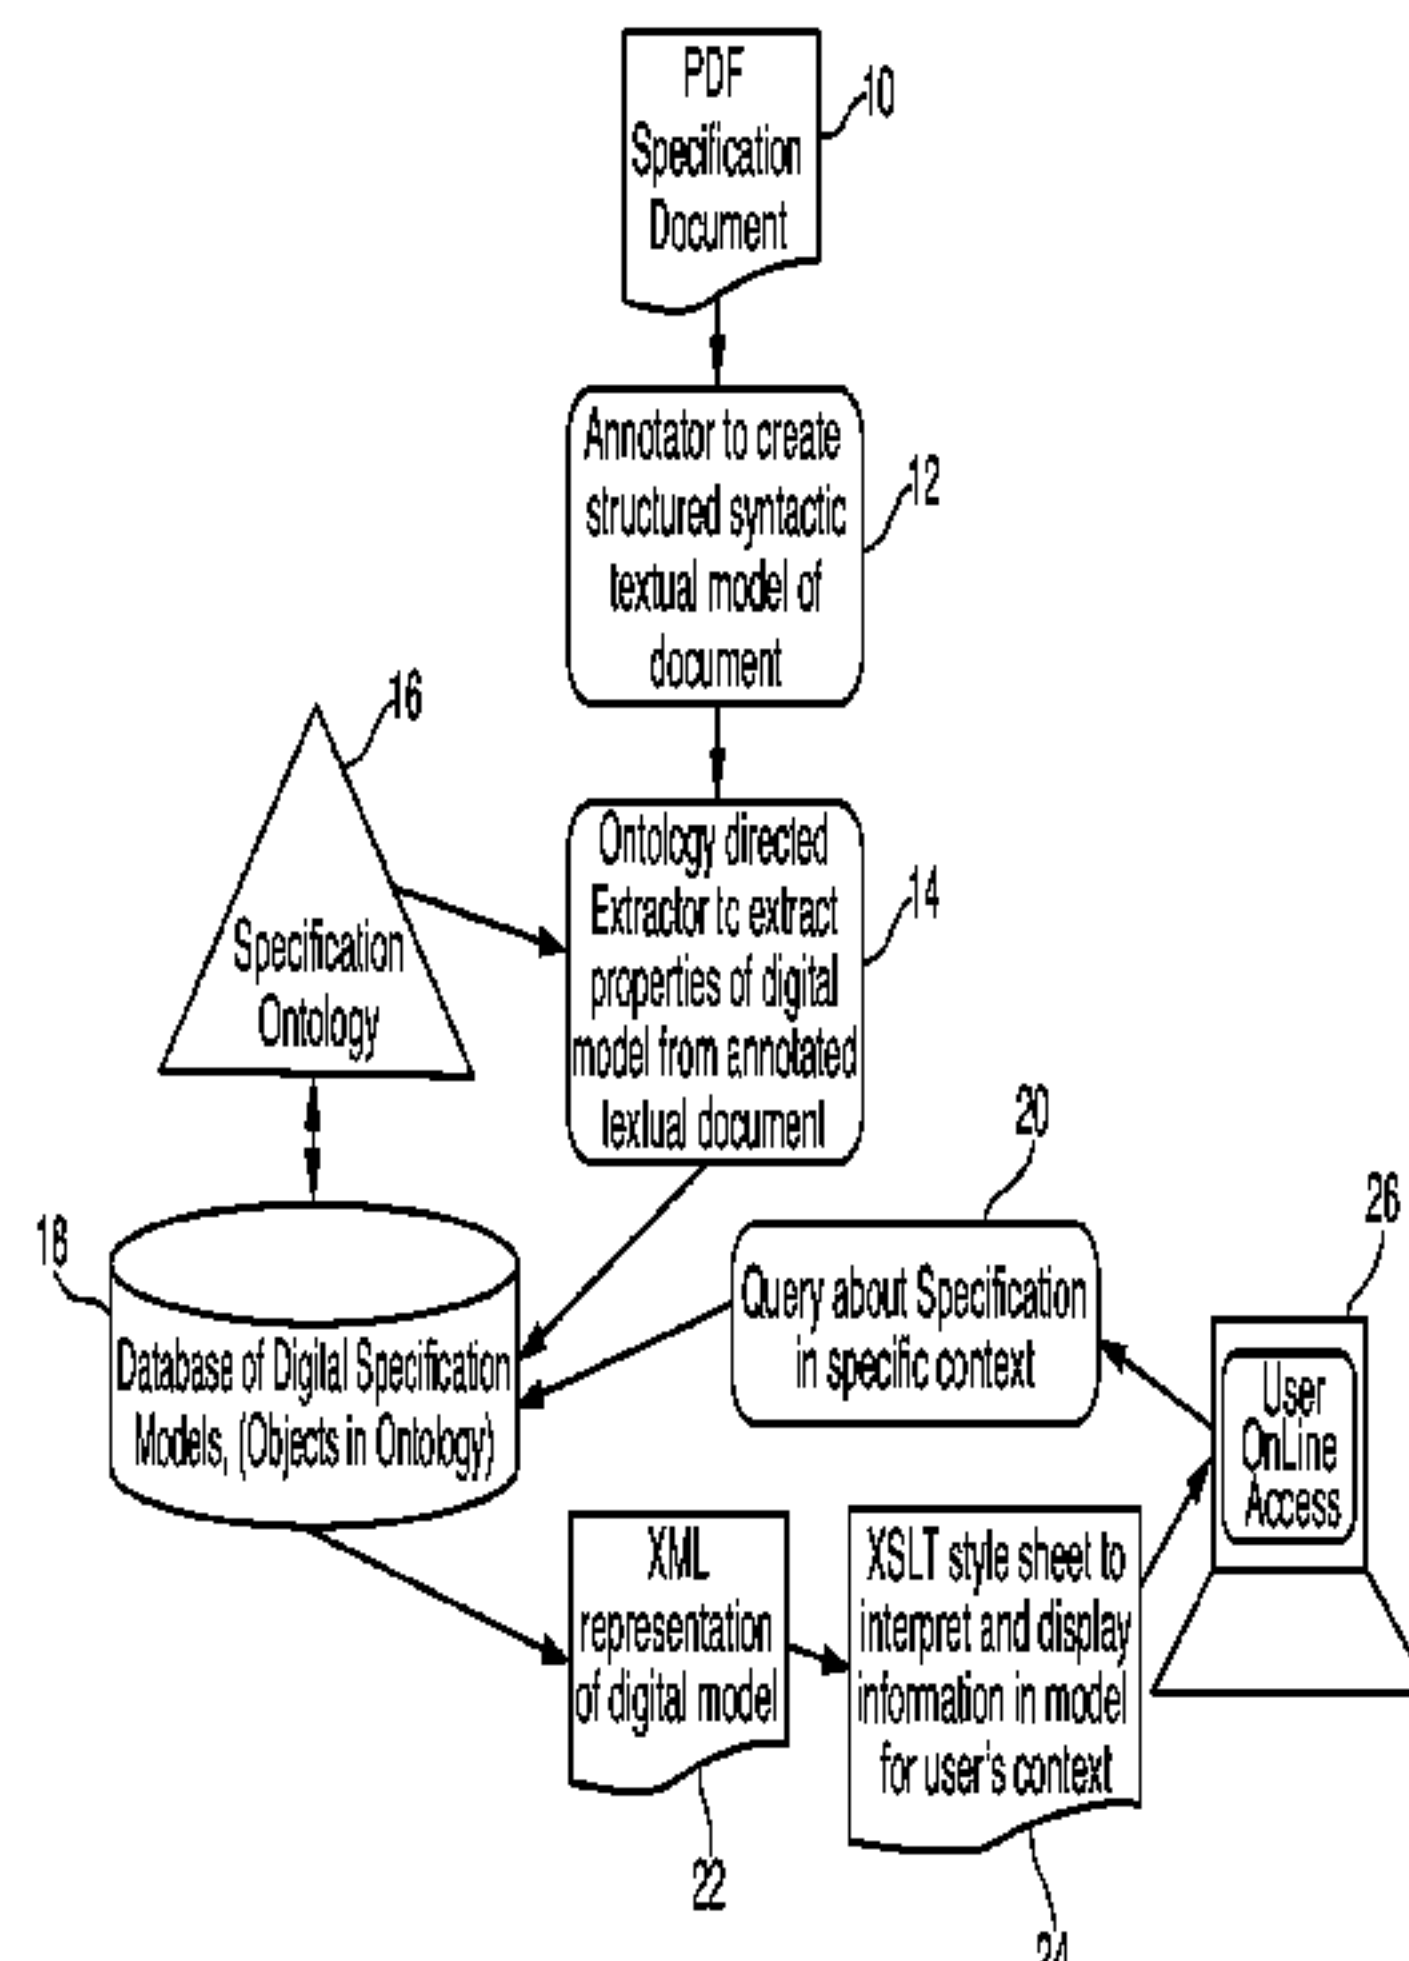 PDF
Specification
Document
10
Annotator to create
structured syntactic
textual model of
document
12
16
Specification
Ontology
Ontology directed
Extractor to extract
properties of digital
model from annotated
textual document
14
18
Database of Digital Specification
Models, (Objects in Ontology)
20
Query about Specification
in specific context
26
User
OnLine
Access
XML
representation
of digital model
22
XSLT style sheet to
interpret and display
information in model
for user's context
24